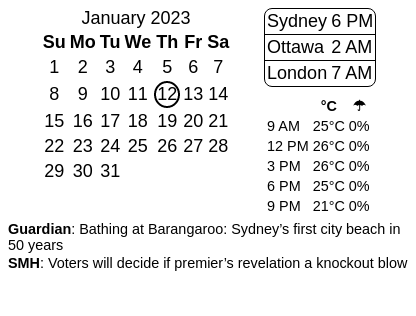 January 2023
Su Mo Tu We Th Fr Sa
1 2 3 4 5 6 7
8 9 10 11 12 13 14
15 16 17 18 19 20 21
22 23 24 25 26 27 28
29 30 31
Sydney 6 PM
Ottawa 2 AM
London 7 AM
°C ☂
9 AM 25°C 0%
12 PM 26°C 0%
3 PM 26°C 0%
6 PM 25°C 0%
9 PM 21°C 0%
Guardian: Bathing at Barangaroo: Sydney’s first city beach in
50 years
SMH: Voters will decide if premier’s revelation a knockout blow